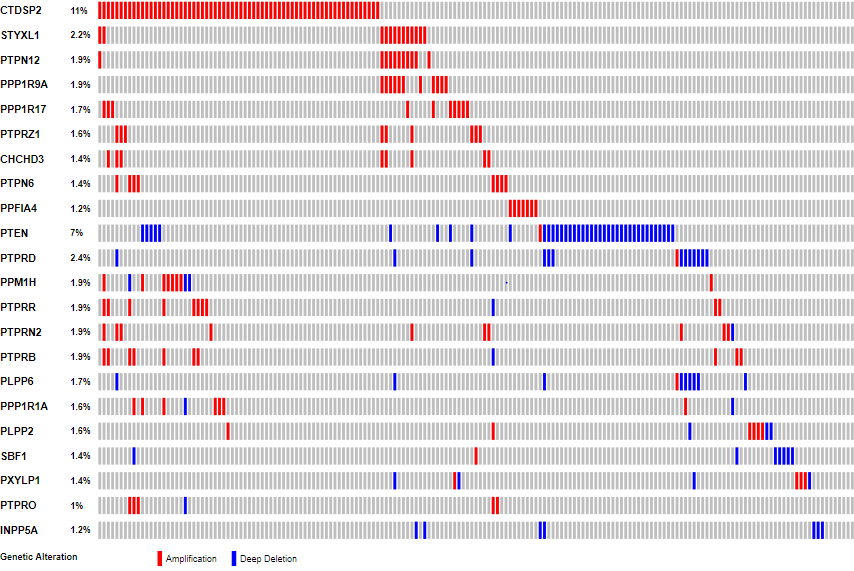 CTDSP2 11%
STYXL1 2.2%
PTPN12 1.9%
PPP1R9A 1.9%
PPP1R17 1.7%
PTPRZ1 1.6%
CHCHD3 1.4%
PTPN6 1.4%
PPFIA4 1.2%
PTEN 7%
PTPRD 2.4%
PPM1H 1.9%
PTPRR 1.9%
PTPRN2 1.9%
PTPRB 1.9%
PLPP6 1.7%
PPP1R1A 1.6%
PLPP2 1.6%
SBF1 1.4%
PXYLP1 1.4%
PTPRO 1%
INPP5A 1.2%
Genetic Alteration Amplification Deep Deletion